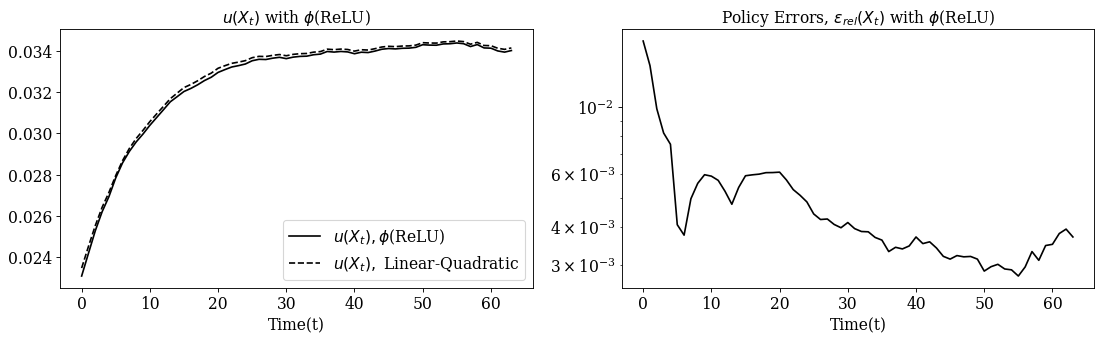 u(X_t) with ϕ(ReLU)
0.034
0.032
0.030
0.028
0.026
0.024
u(X_t), ϕ(ReLU)
u(X_t), Linear-Quadratic
0 10 20 30 40 50 60
Time(t)
Policy Errors, ε_rel(X_t) with ϕ(ReLU)
10⁻²
6 × 10⁻³
4 × 10⁻³
3 × 10⁻³
0 10 20 30 40 50 60
Time(t)